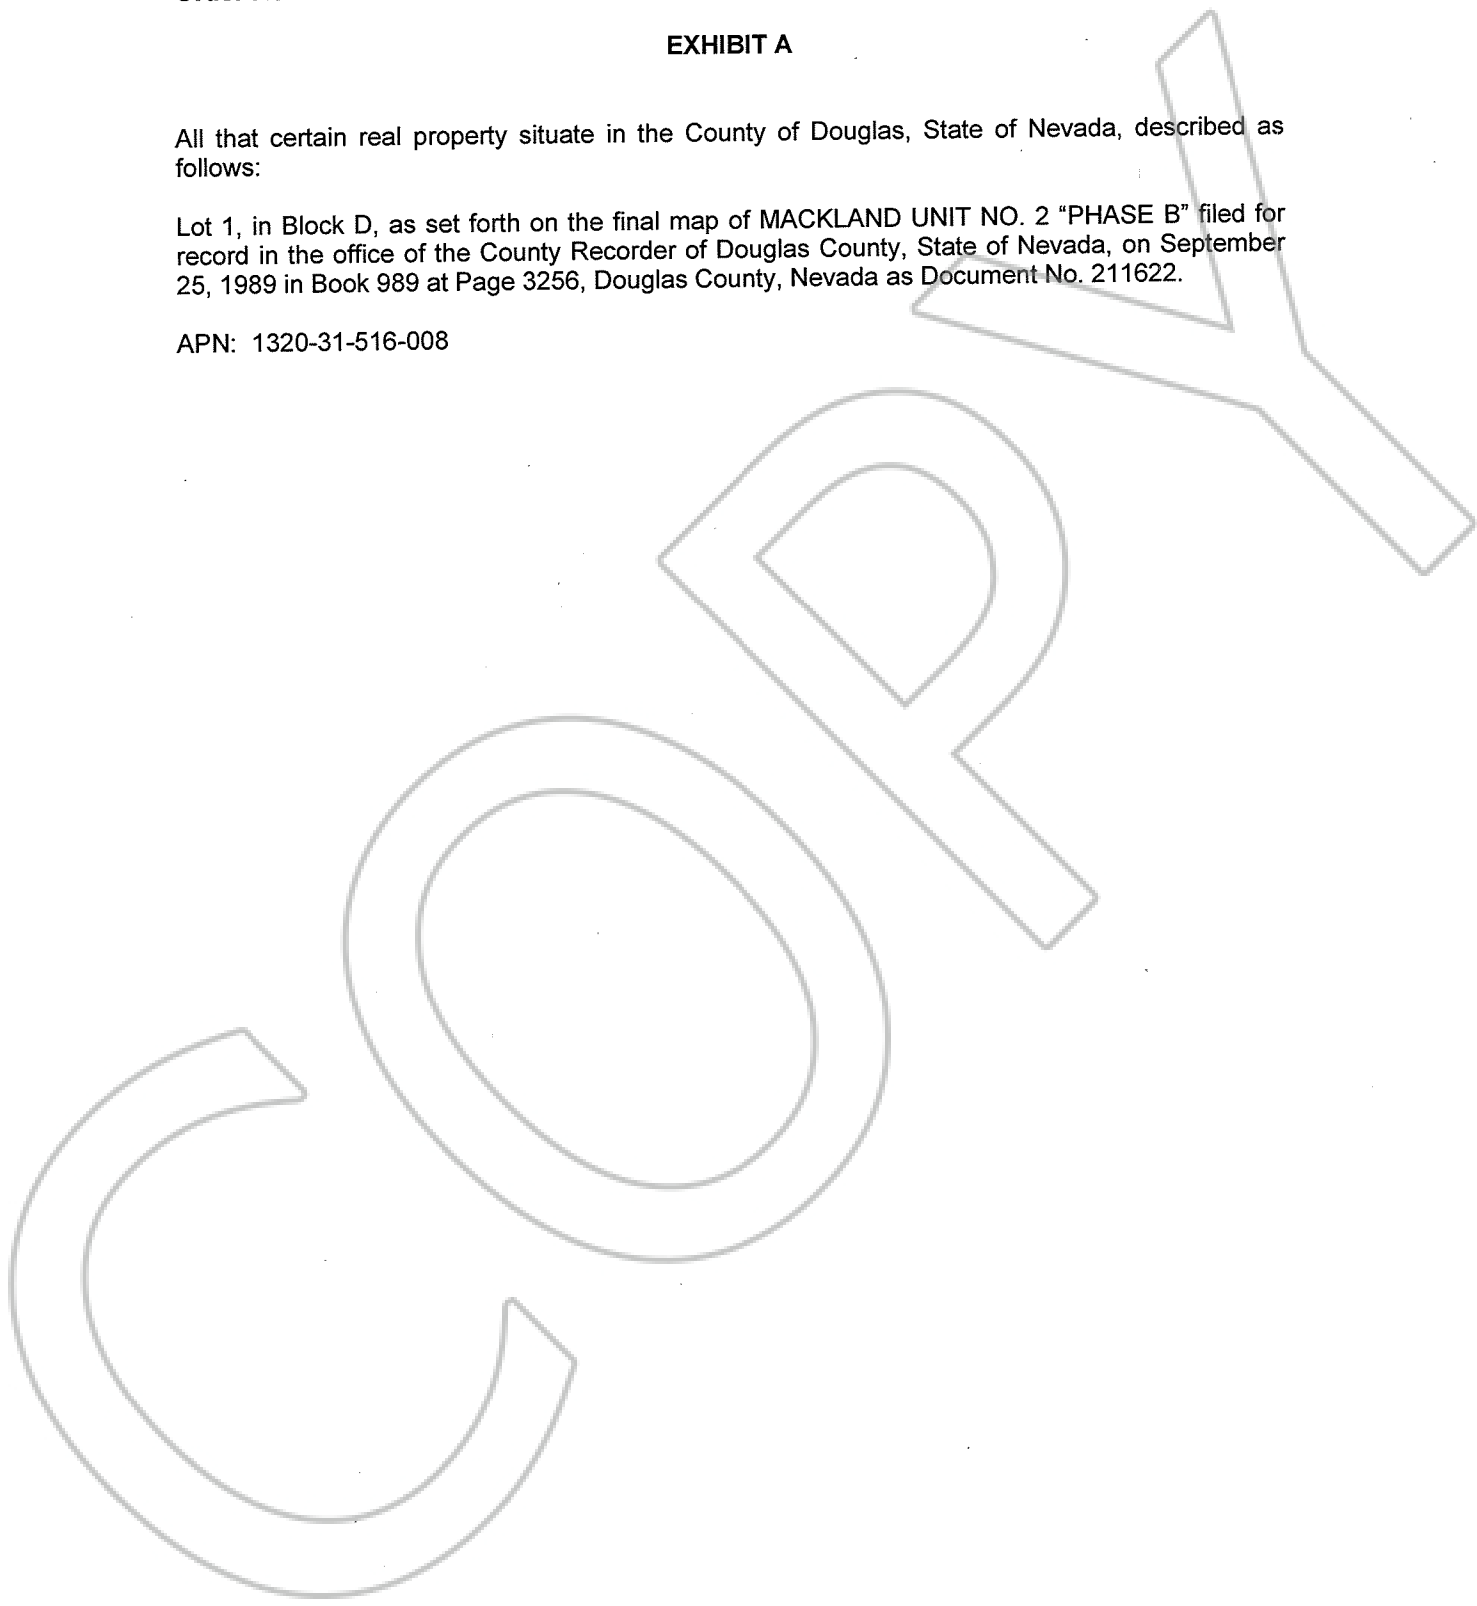 EXHIBIT A
All that certain real property situate in the County of Douglas, State of Nevada, described as
follows:
Lot 1, in Block D, as set forth on the final map of MACKLAND UNIT NO. 2 “PHASE B” filed for
record in the office of the County Recorder of Douglas County, State of Nevada, on September
25, 1989 in Book 989 at Page 3256, Douglas County, Nevada as Document No. 211622.
APN: 1320-31-516-008
COPY